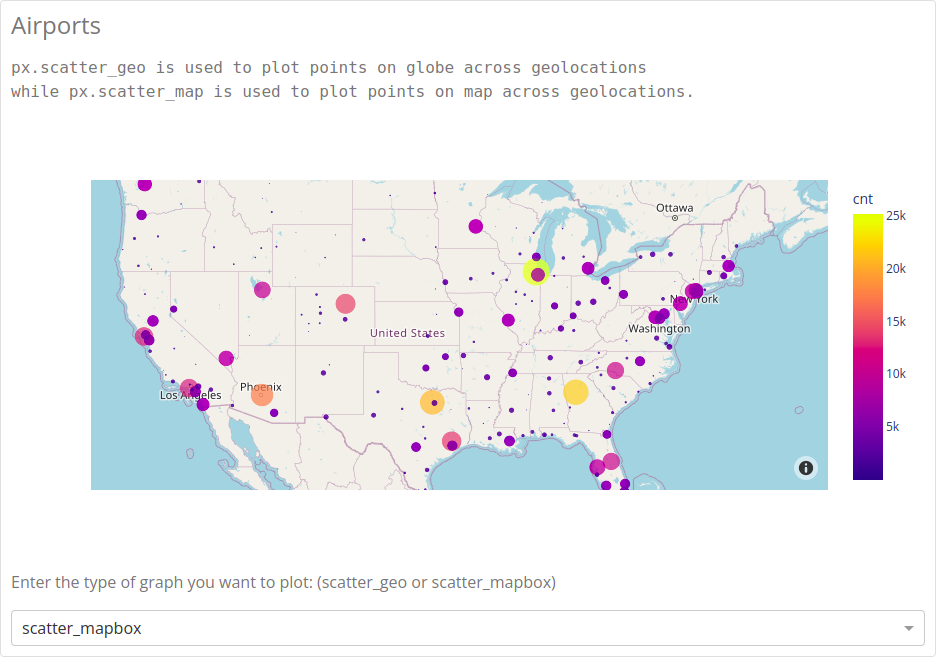 Airports
px.scatter_geo is used to plot points on globe across geolocations
while px.scatter_map is used to plot points on map across geolocations.
cnt
25k
20k
15k
10k
5k
Ottawa
New York
United States
Washington
Phoenix
Los Angeles
i
Enter the type of graph you want to plot: (scatter_geo or scatter_mapbox)
scatter_mapbox